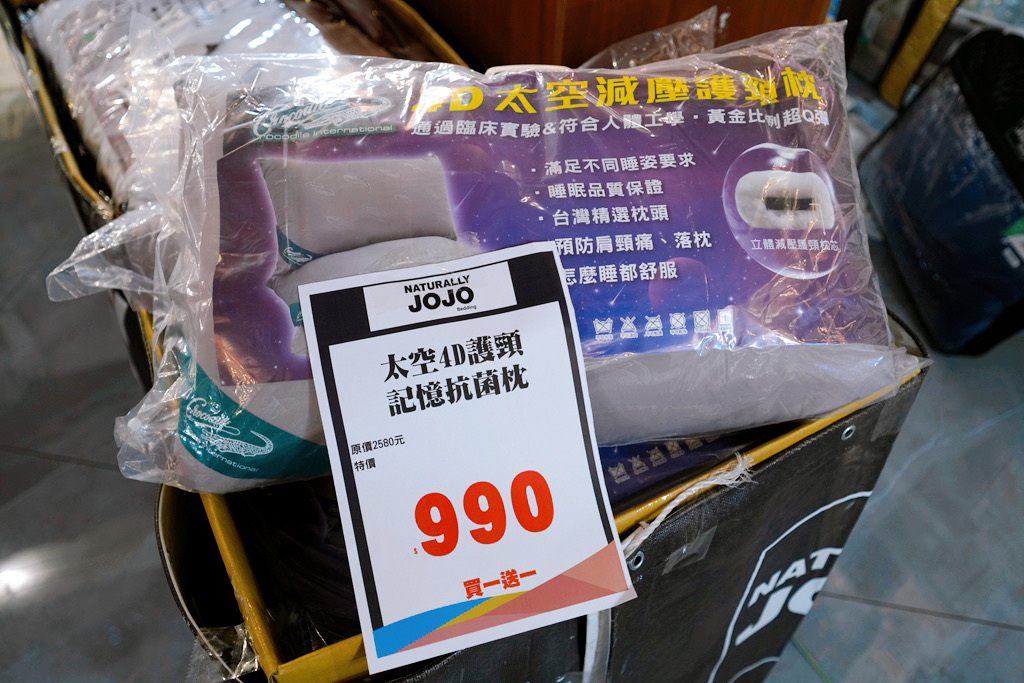 4D太空減壓護頸枕
Crocodile International
通過臨床實驗&符合人體工學・黃金比例超Q彈
・滿足不同睡姿要求
・睡眠品質保證
・台灣精選枕頭
預防肩頸痛、落枕
怎麼睡都舒服
立體減壓護頸枕芯
NATURALLY
JOJO
Bedding
太空4D護頸
記憶抗菌枕
原價2580元
特價
$990
買一送一
Crocodile
International
NAT
JO